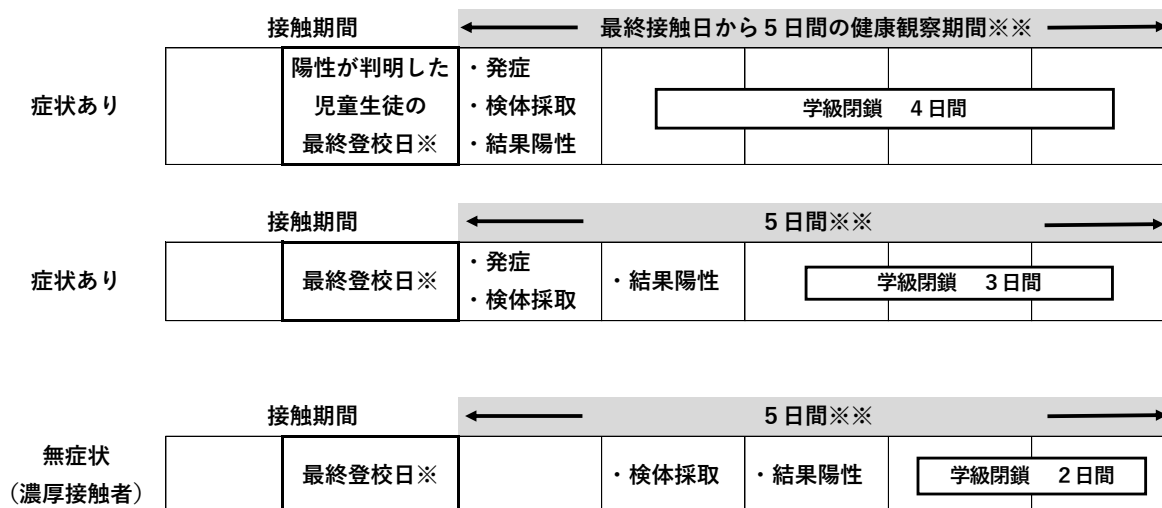 接触期間
最終接触日から5日間の健康観察期間※※
症状あり
陽性が判明した
児童生徒の
最終登校日※
・発症
・検体採取
・結果陽性
学級閉鎖 4日間
接触期間
5日間※※
症状あり
最終登校日※
・発症
・検体採取
・結果陽性
学級閉鎖 3日間
接触期間
5日間※※
無症状
（濃厚接触者）
最終登校日※
・検体採取
・結果陽性
学級閉鎖 2日間